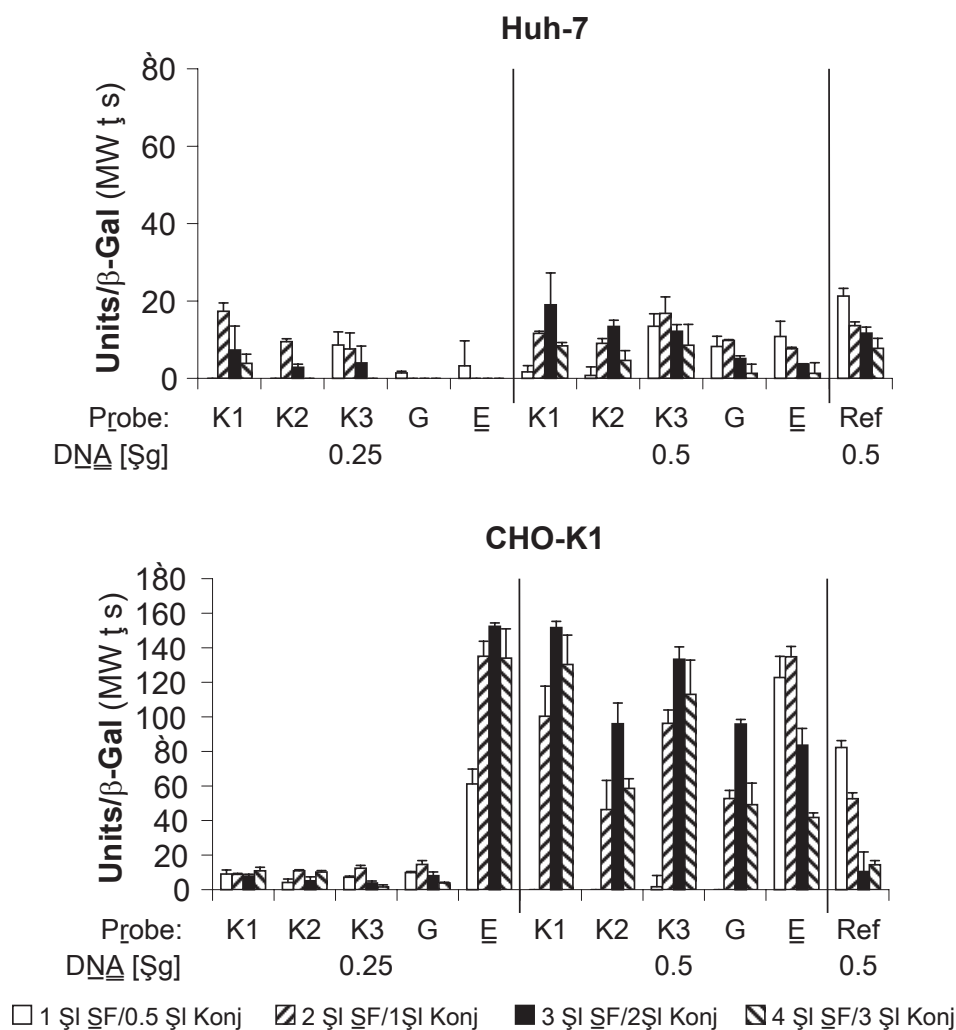 Huh-7
Units/β-Gal (MW ţ s)
80
60
40
20
0
Probe: K1 K2 K3 G E K1 K2 K3 G E Ref
DNA [Şg] 0.25 0.5 0.5
CHO-K1
Units/β-Gal (MW ţ s)
180
160
140
120
100
80
60
40
20
0
Probe: K1 K2 K3 G E K1 K2 K3 G E Ref
DNA [Şg] 0.25 0.5 0.5
1 Şl SF/0.5 Şl Konj 2 Şl SF/1Şl Konj 3 Şl SF/2Şl Konj 4 Şl SF/3 Şl Konj